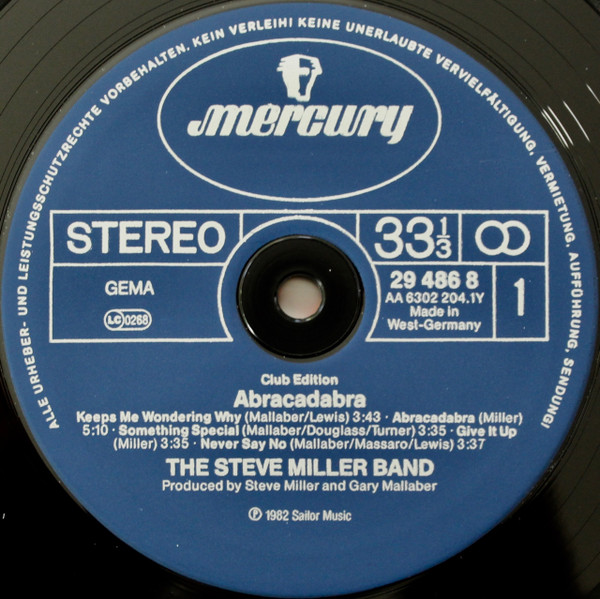 ALLE URHEBER- UND LEISTUNGSSCHUTZRECHTE VORBEHALTEN. KEIN VERLEIH! KEINE UNERLAUBTE VERVIELFÄLTIGUNG, VERMIETUNG, AUFFÜHRUNG, SENDUNG!
mercury
STEREO
33 1/3
GEMA
LC 0268
29 486 8
AA 6302 204.1Y
Made in
West-Germany
1
Club Edition
Abracadabra
Keeps Me Wondering Why (Mallaber/Lewis) 3:43 · Abracadabra (Miller)
5:10 · Something Special (Mallaber/Douglass/Turner) 3:35 · Give It Up
(Miller) 3:35 · Never Say No (Mallaber/Massaro/Lewis) 3:37
THE STEVE MILLER BAND
Produced by Steve Miller and Gary Mallaber
Ⓟ 1982 Sailor Music